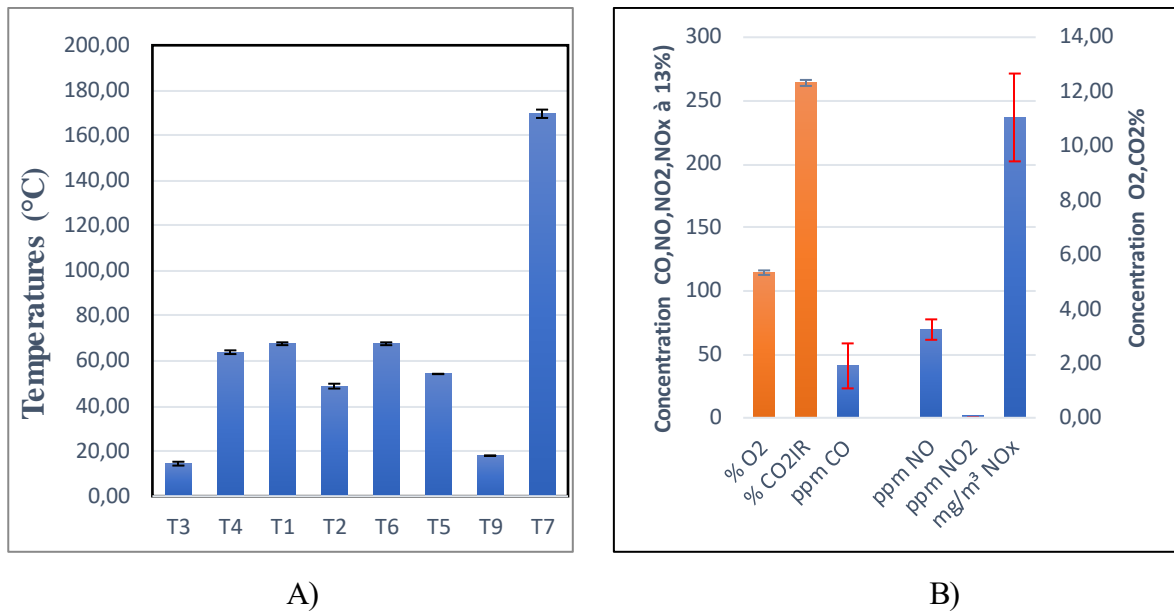 Temperatures (°C)
200,00
180,00
160,00
140,00
120,00
100,00
80,00
60,00
40,00
20,00
0,00
T3 T4 T1 T2 T6 T5 T9 T7
A)
Concentration CO,NO,NO2,NOx à 13%)
300
250
200
150
100
50
0
% O2
% CO2IR
ppm CO
ppm NO
ppm NO2
mg/m³ NOx
14,00
12,00
10,00
8,00
6,00
4,00
2,00
0,00
Concentration O2,CO2%
B)